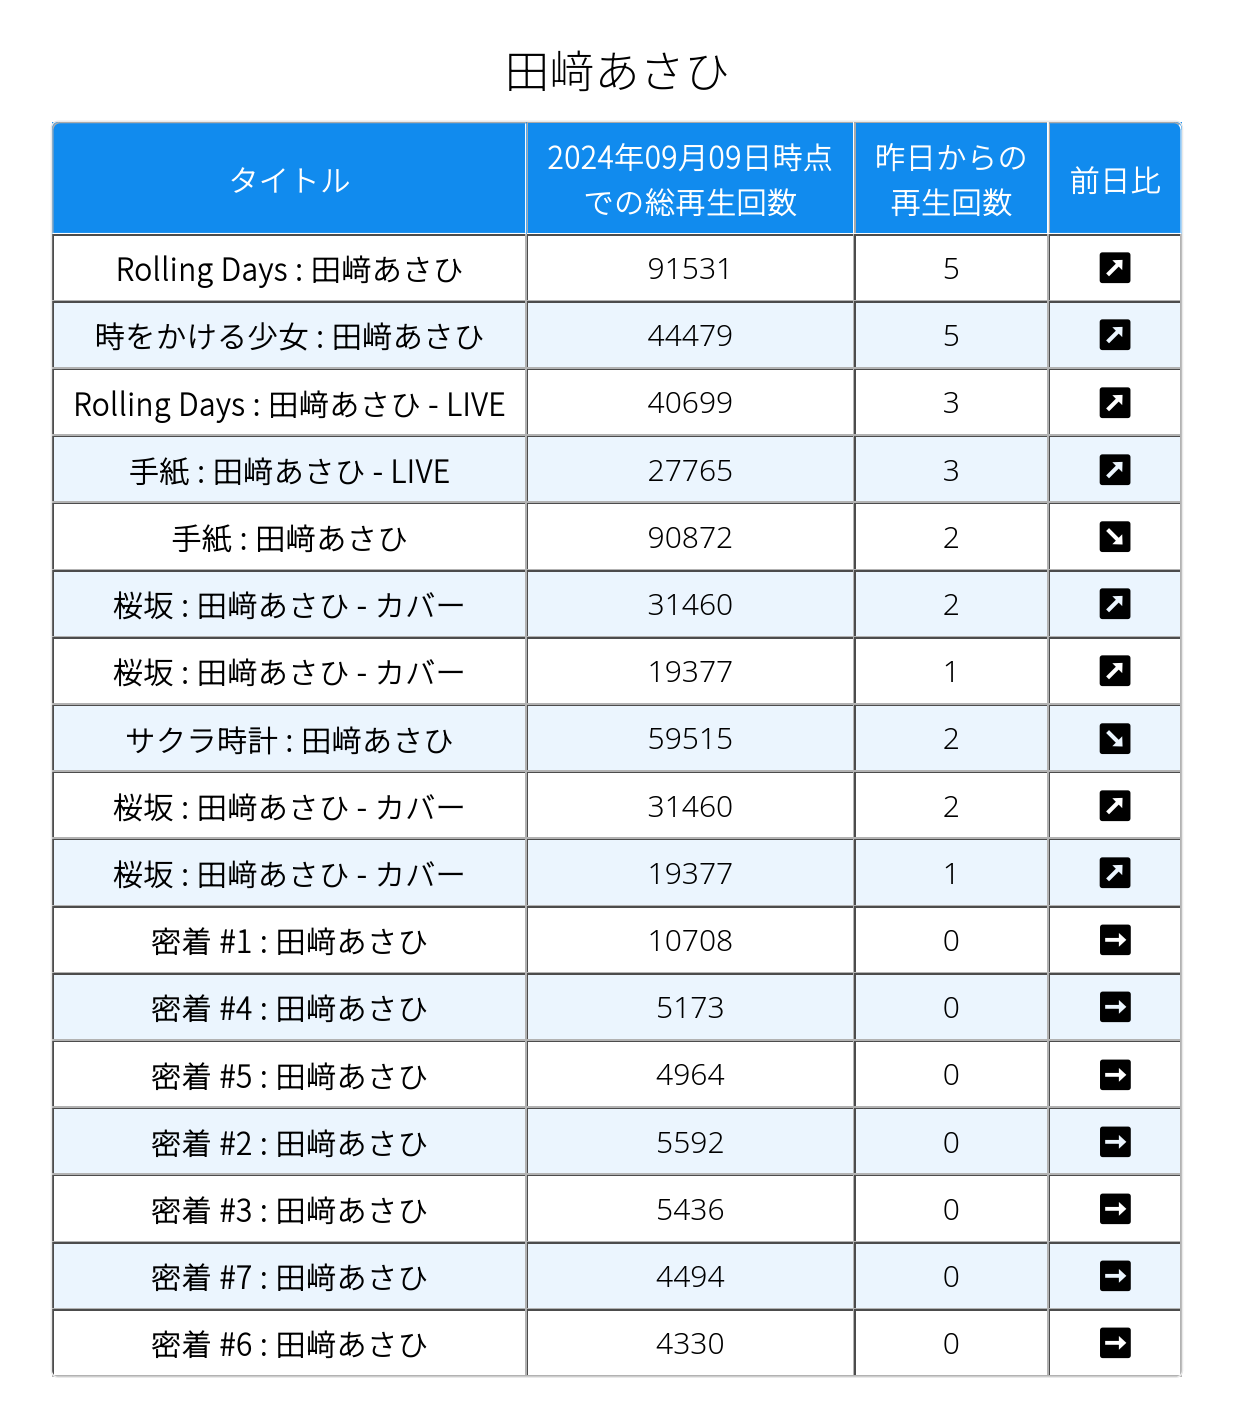 田﨑あさひ
タイトル 2024年09月09日時点での総再生回数 昨日からの再生回数 前日比
Rolling Days : 田﨑あさひ 91531 5 ↗
時をかける少女 : 田﨑あさひ 44479 5 ↗
Rolling Days : 田﨑あさひ - LIVE 40699 3 ↗
手紙 : 田﨑あさひ - LIVE 27765 3 ↗
手紙 : 田﨑あさひ 90872 2 ↘
桜坂 : 田﨑あさひ - カバー 31460 2 ↗
桜坂 : 田﨑あさひ - カバー 19377 1 ↗
サクラ時計 : 田﨑あさひ 59515 2 ↘
桜坂 : 田﨑あさひ - カバー 31460 2 ↗
桜坂 : 田﨑あさひ - カバー 19377 1 ↗
密着 #1 : 田﨑あさひ 10708 0 →
密着 #4 : 田﨑あさひ 5173 0 →
密着 #5 : 田﨑あさひ 4964 0 →
密着 #2 : 田﨑あさひ 5592 0 →
密着 #3 : 田﨑あさひ 5436 0 →
密着 #7 : 田﨑あさひ 4494 0 →
密着 #6 : 田﨑あさひ 4330 0 →